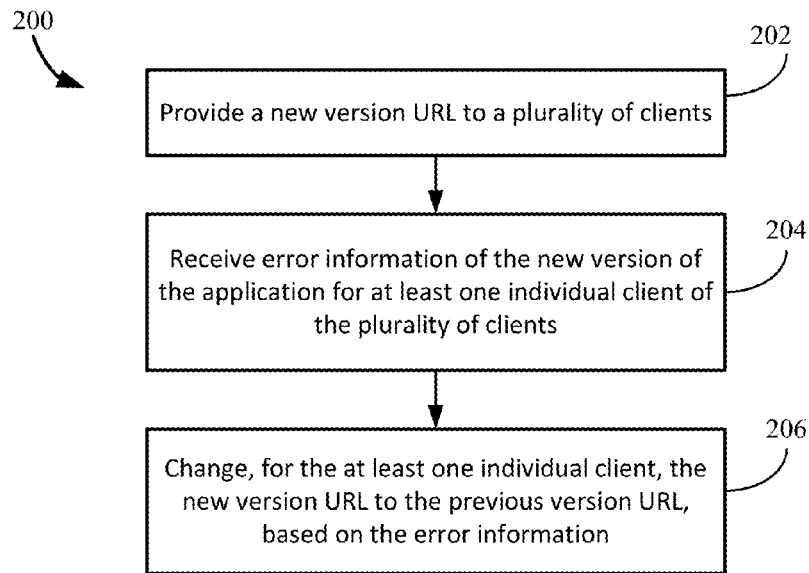 200
202
Provide a new version URL to a plurality of clients
204
Receive error information of the new version of
the application for at least one individual client of
the plurality of clients
206
Change, for the at least one individual client, the
new version URL to the previous version URL,
based on the error information